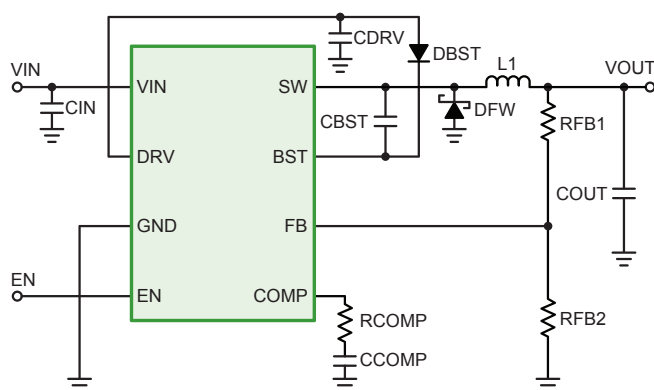 CDRV
DBST
VIN
VIN
SW
L1
VOUT
CIN
CBST
DFW
RFB1
DRV
BST
COUT
GND
FB
EN
EN
COMP
RCOMP
RFB2
CCOMP